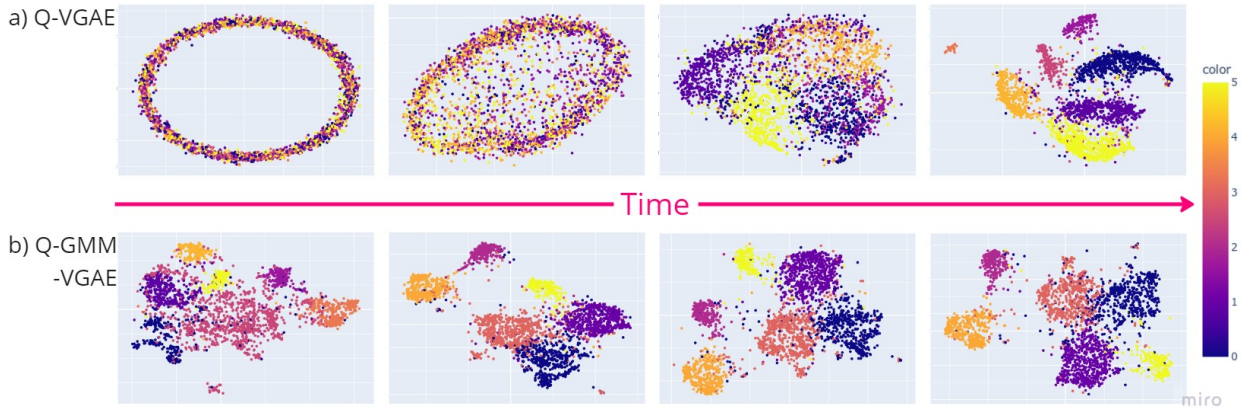 a) Q-VGAE
color
5
4
3
2
1
0
Time
b) Q-GMM
-VGAE
miro